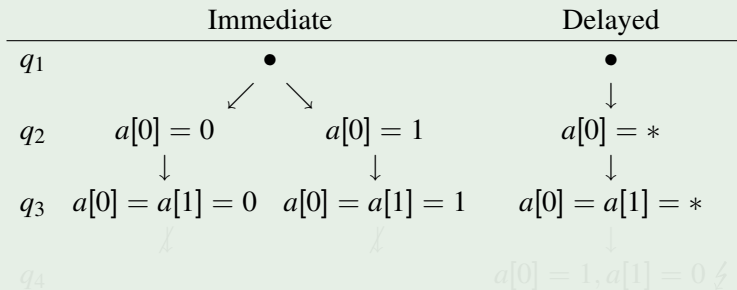 Immediate Delayed
q₁ • •
↙ ↘ ↓
q₂ a[0] = 0 a[0] = 1 a[0] = ∗
↓ ↓ ↓
q₃ a[0] = a[1] = 0 a[0] = a[1] = 1 a[0] = a[1] = ∗
↓̸ ↓̸ ↓
q₄ a[0] = 1, a[1] = 0 ↯